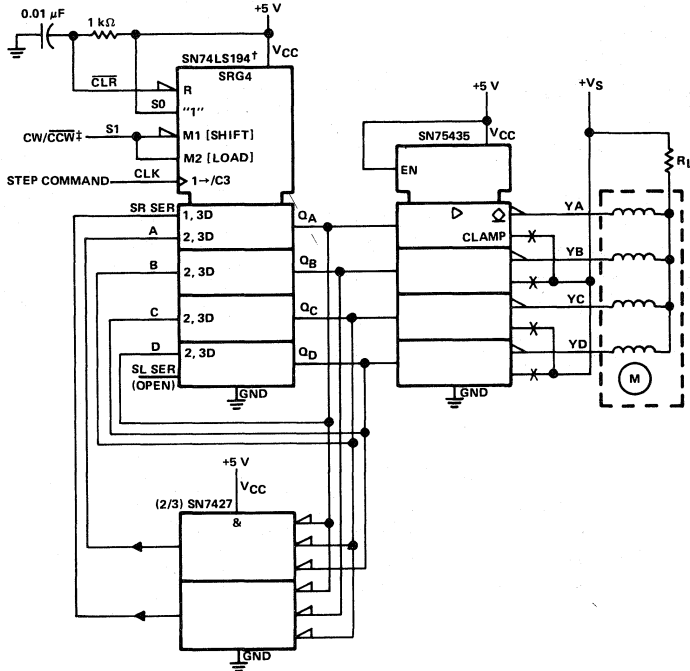 0.01 μF
1 kΩ
+5 V
VCC
SN74LS194†
SRG4
CLR
R
S0
"1"
CW/CCW‡
S1
M1 [SHIFT]
M2 [LOAD]
STEP COMMAND
CLK
1→/C3
SR SER
1, 3D
A
2, 3D
QA
B
2, 3D
QB
C
2, 3D
QC
D
2, 3D
QD
SL SER
(OPEN)
GND
+5 V
VCC
SN75435
EN
CLAMP
GND
+VS
RL
YA
YB
YC
YD
M
+5 V
VCC
(2/3) SN7427
&
GND